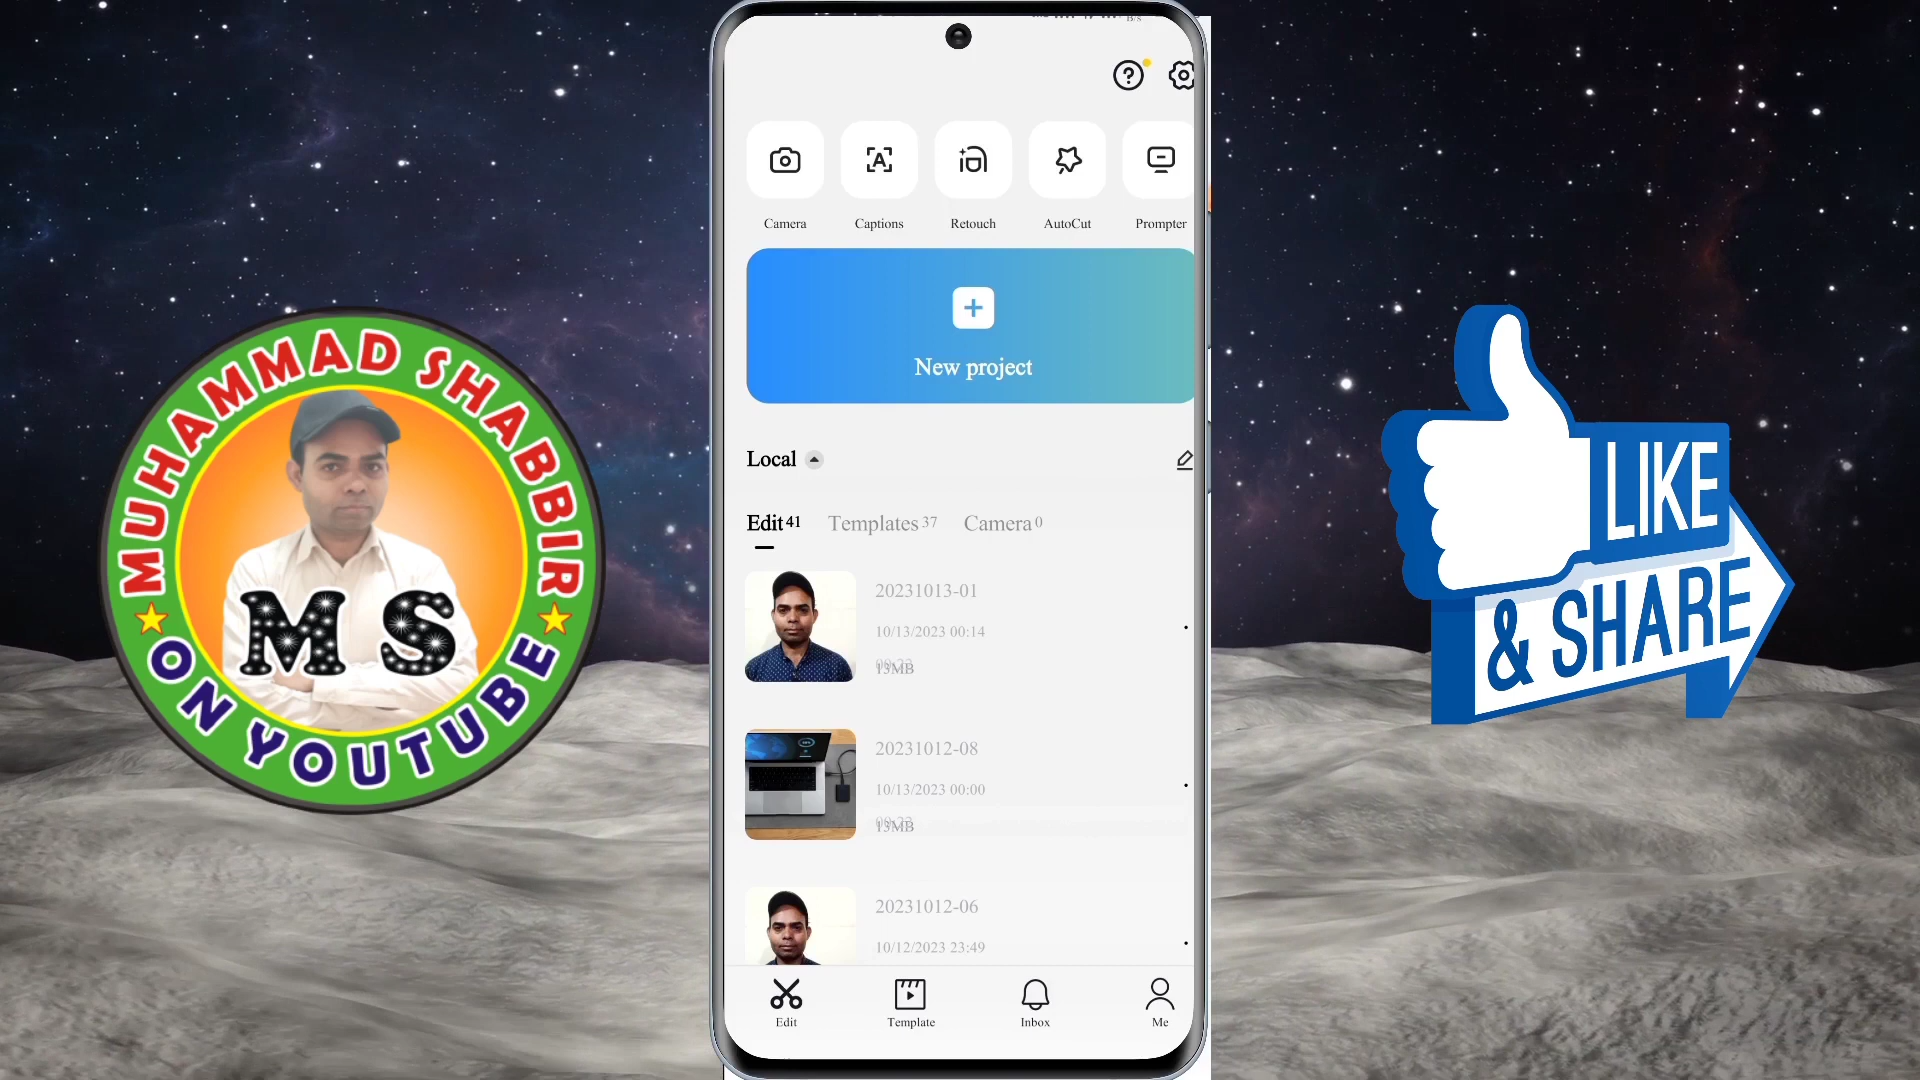 MUHAMMAD SHABBIR
ON YOUTUBE
M S
Camera
Captions
Retouch
AutoCut
Prompter
New project
Local
Edit 41
Templates 37
Camera 0
20231013-01
10/13/2023 00:14
13MB
20231012-08
10/13/2023 00:00
13MB
20231012-06
10/12/2023 23:49
Edit
Template
Inbox
Me
LIKE
& SHARE